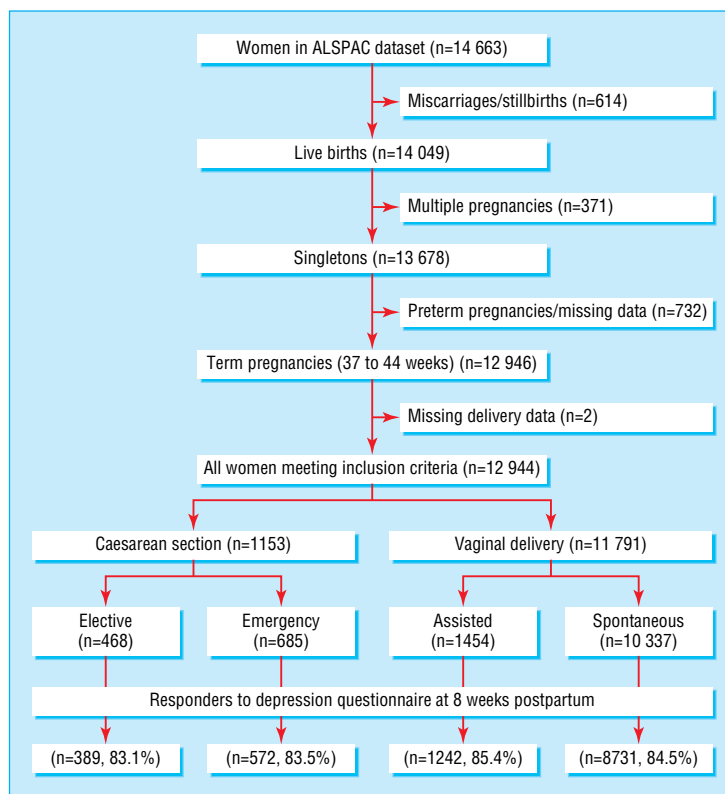 Women in ALSPAC dataset (n=14 663)
Miscarriages/stillbirths (n=614)
Live births (n=14 049)
Multiple pregnancies (n=371)
Singletons (n=13 678)
Preterm pregnancies/missing data (n=732)
Term pregnancies (37 to 44 weeks) (n=12 946)
Missing delivery data (n=2)
All women meeting inclusion criteria (n=12 944)
Caesarean section (n=1153)
Vaginal delivery (n=11 791)
Elective
(n=468)
Emergency
(n=685)
Assisted
(n=1454)
Spontaneous
(n=10 337)
Responders to depression questionnaire at 8 weeks postpartum
(n=389, 83.1%)
(n=572, 83.5%)
(n=1242, 85.4%)
(n=8731, 84.5%)